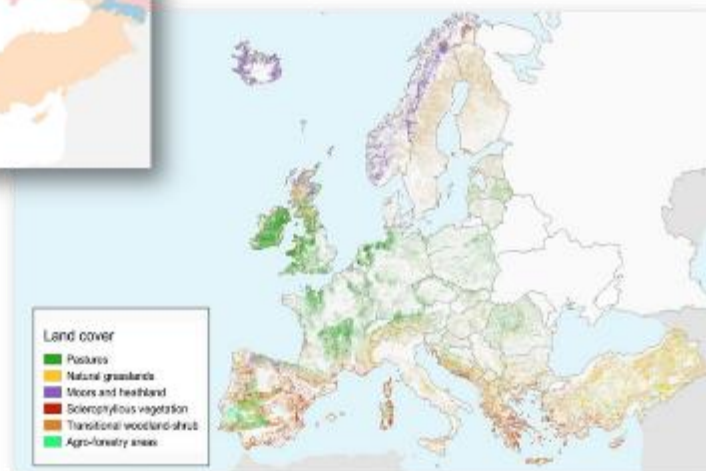 Land cover
Pastures
Natural grasslands
Moors and heathland
Sclerophyllous vegetation
Transitional woodland-shrub
Agro-forestry areas